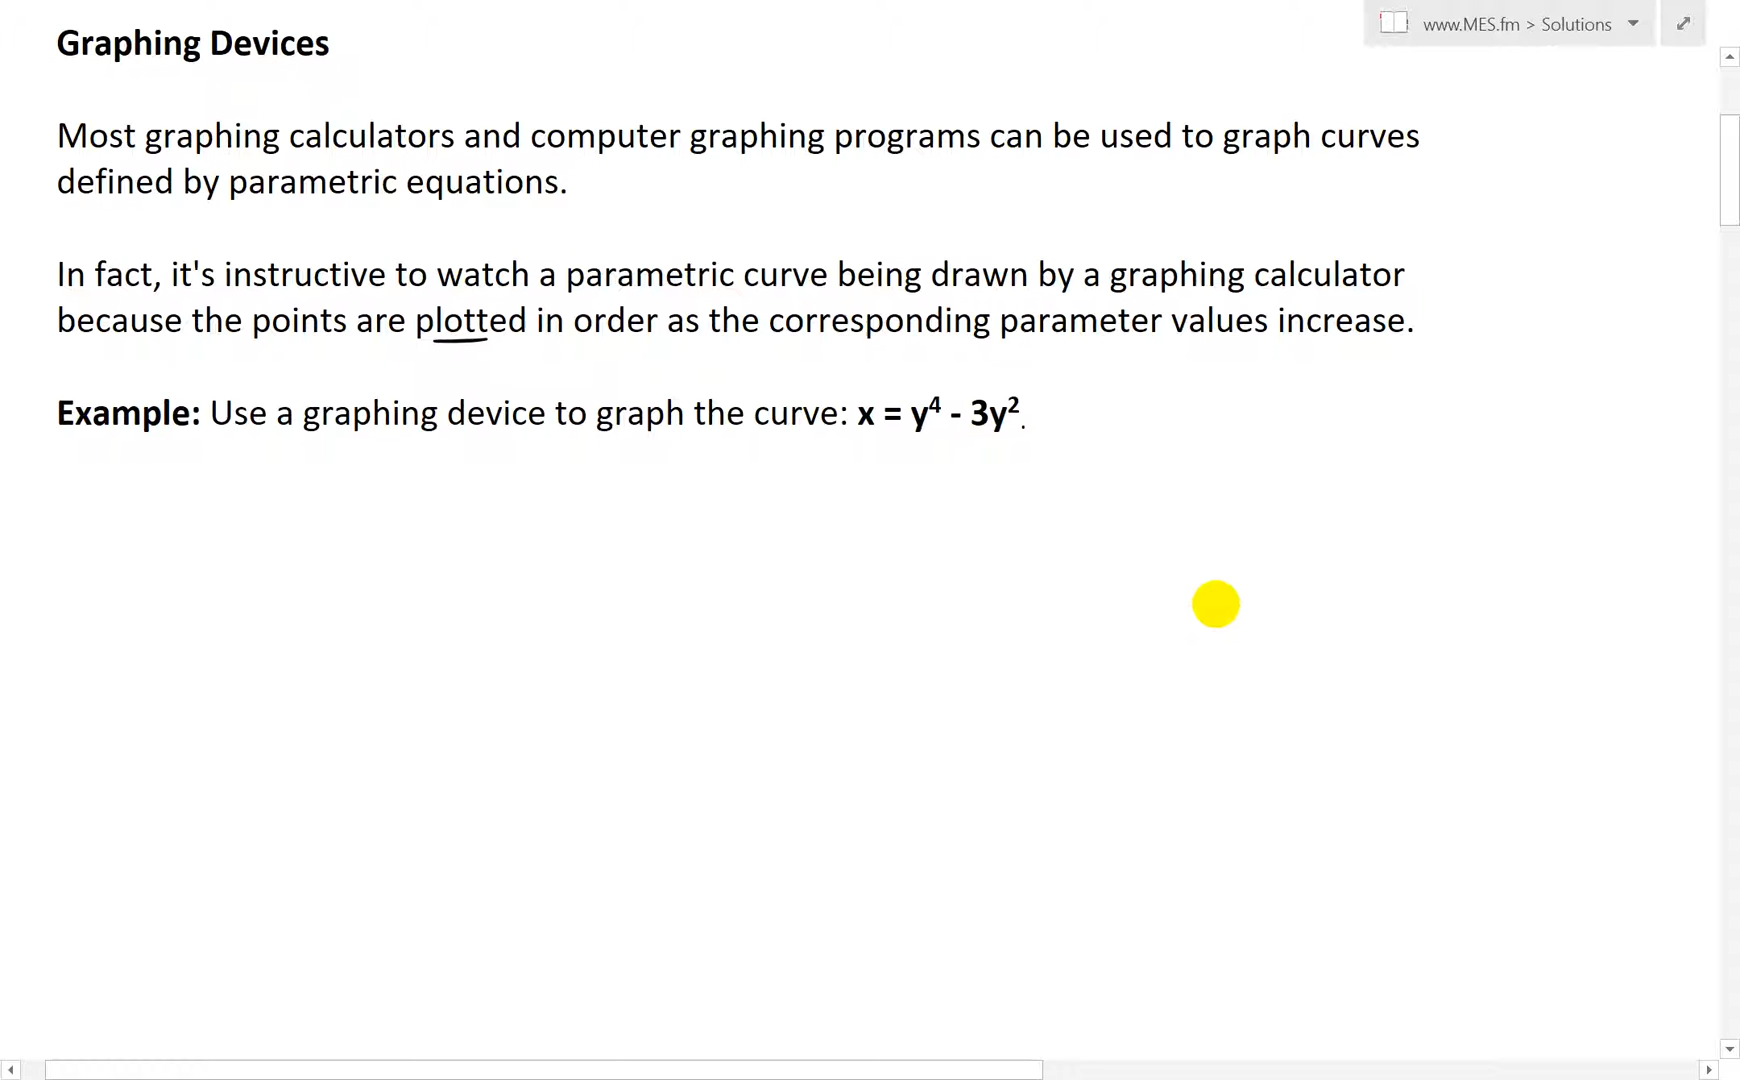 www.MES.fm > Solutions
Graphing Devices
Most graphing calculators and computer graphing programs can be used to graph curves
defined by parametric equations.
In fact, it's instructive to watch a parametric curve being drawn by a graphing calculator
because the points are plotted in order as the corresponding parameter values increase.
Example: Use a graphing device to graph the curve: x = y⁴ - 3y².